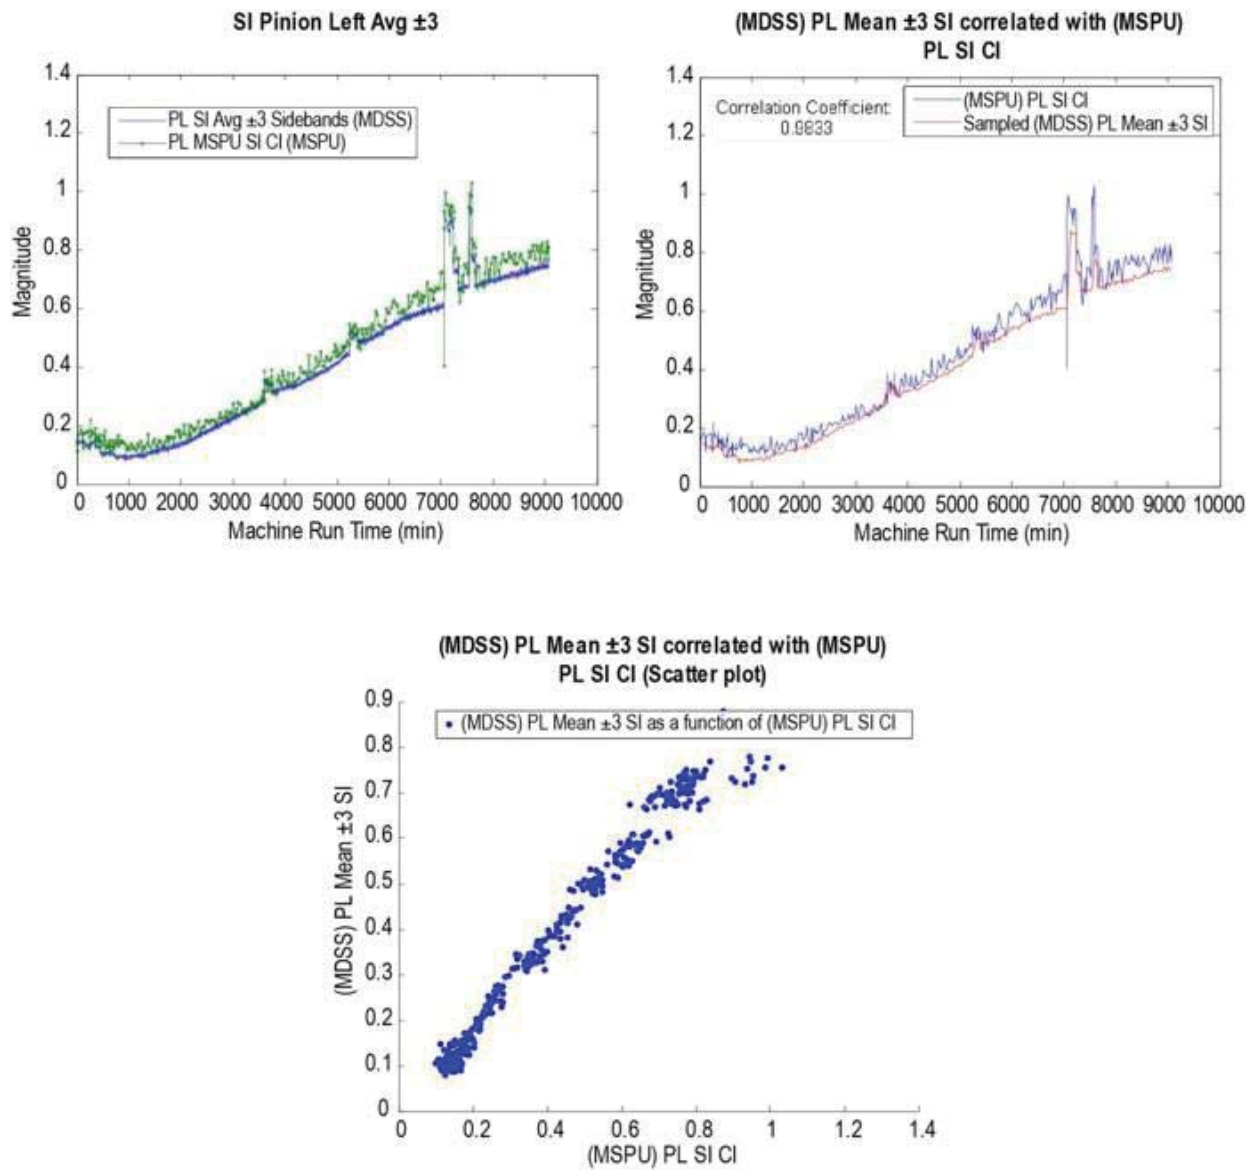 SI Pinion Left Avg ±3
1.4
1.2
1
0.8
0.6
0.4
0.2
0
PL SI Avg ±3 Sidebands (MDSS)
PL MSPU SI CI (MSPU)
Magnitude
0 1000 2000 3000 4000 5000 6000 7000 8000 9000 10000
Machine Run Time (min)
(MDSS) PL Mean ±3 SI correlated with (MSPU)
PL SI CI
1.4
1.2
1
0.8
0.6
0.4
0.2
0
Correlation Coefficient
0.9833
(MSPU) PL SI CI
Sampled (MDSS) PL Mean ±3 SI
Magnitude
0 1000 2000 3000 4000 5000 6000 7000 8000 9000 10000
Machine Run Time (min)
(MDSS) PL Mean ±3 SI correlated with (MSPU)
PL SI CI (Scatter plot)
0.9
0.8
0.7
0.6
0.5
0.4
0.3
0.2
0.1
0
(MDSS) PL Mean ±3 SI as a function of (MSPU) PL SI CI
(MDSS) PL Mean ±3 SI
0 0.2 0.4 0.6 0.8 1 1.2 1.4
(MSPU) PL SI CI